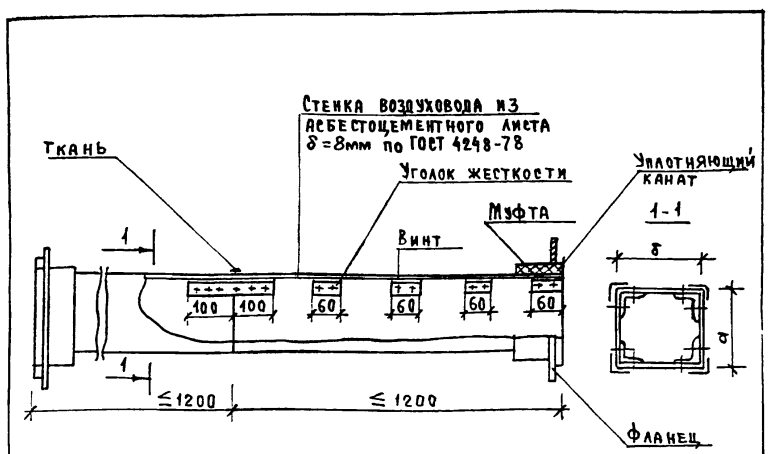 Стенка воздуховода из
асбестоцементного листа
δ=8мм по ГОСТ 4248-78
Ткань
Уголок жесткости
Уплотняющий
канат
Муфта
1-1
1
Винт
δ
100 100 60 60 60 60
а
1
≤1200 ≤1200
Фланец